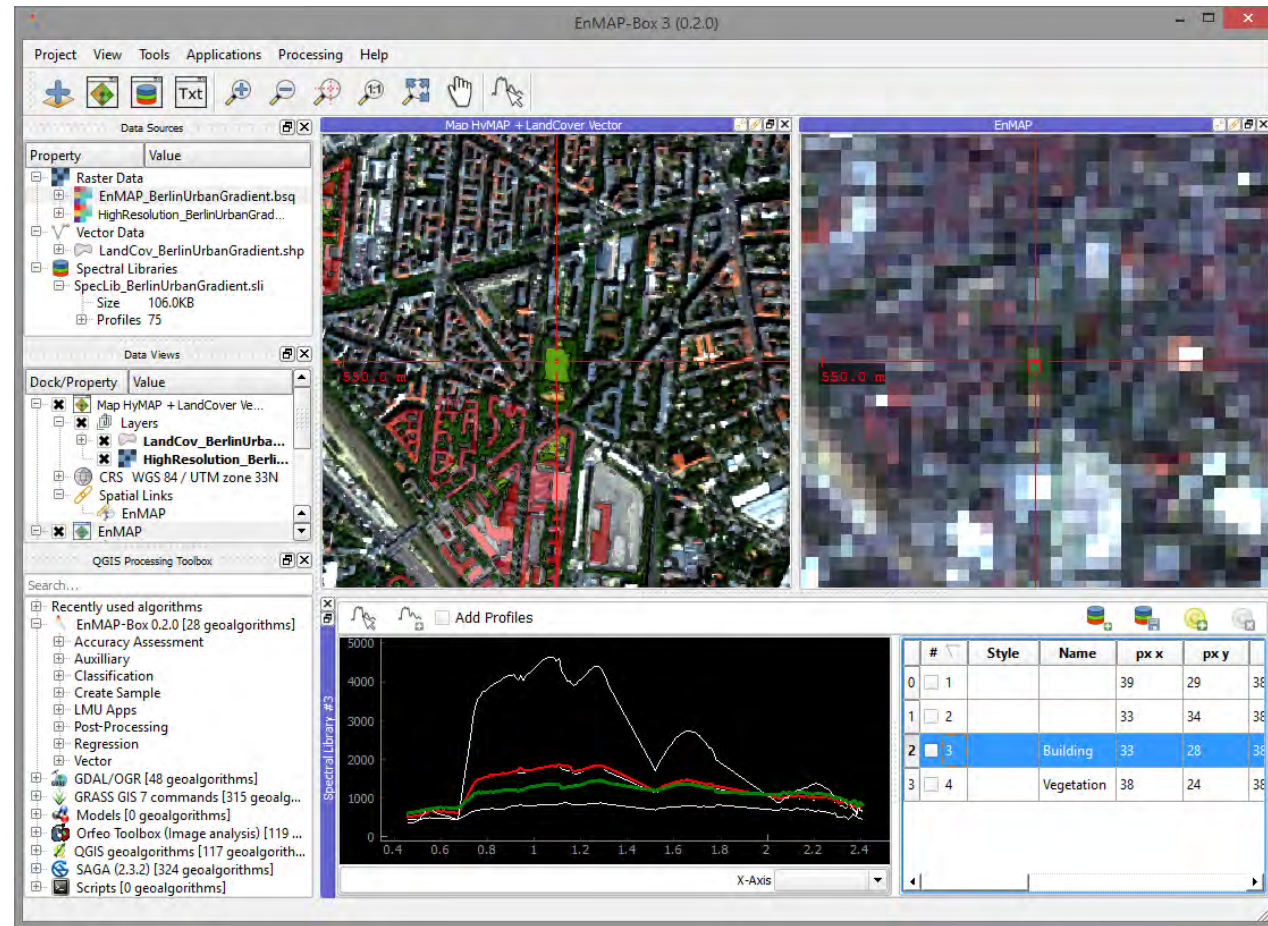 EnMAP-Box 3 (0.2.0)
Project View Tools Applications Processing Help
Txt
1:1
Data Sources
Property Value
Raster Data
EnMAP_BerlinUrbanGradient.bsq
HighResolution_BerlinUrbanGrad...
Vector Data
LandCov_BerlinUrbanGradient.shp
Spectral Libraries
SpecLib_BerlinUrbanGradient.sli
Size 106.0KB
Profiles 75
Data Views
Dock/Property Value
Map HyMAP + LandCover Ve...
Layers
LandCov_BerlinUrba...
HighResolution_Berli...
CRS WGS 84 / UTM zone 33N
Spatial Links
EnMAP
EnMAP
QGIS Processing Toolbox
Search...
Recently used algorithms
EnMAP-Box 0.2.0 [28 geoalgorithms]
Accuracy Assessment
Auxilliary
Classification
Create Sample
LMU Apps
Post-Processing
Regression
Vector
GDAL/OGR [48 geoalgorithms]
GRASS GIS 7 commands [315 geoalg...
Models [0 geoalgorithms]
Orfeo Toolbox (Image analysis) [119 ...
QGIS geoalgorithms [117 geoalgorith...
SAGA (2.3.2) [324 geoalgorithms]
Scripts [0 geoalgorithms]
Map HyMAP + LandCover Vector
550.0 m
EnMAP
550.0 m
Spectral Library #3
Add Profiles
5000
4000
3000
2000
1000
0
0.4 0.6 0.8 1 1.2 1.4 1.6 1.8 2 2.2 2.4
X-Axis
# Style Name px x px y
0 1 39 29 38
1 2 33 34 38
2 3 Building 33 28 38
3 4 Vegetation 38 24 38